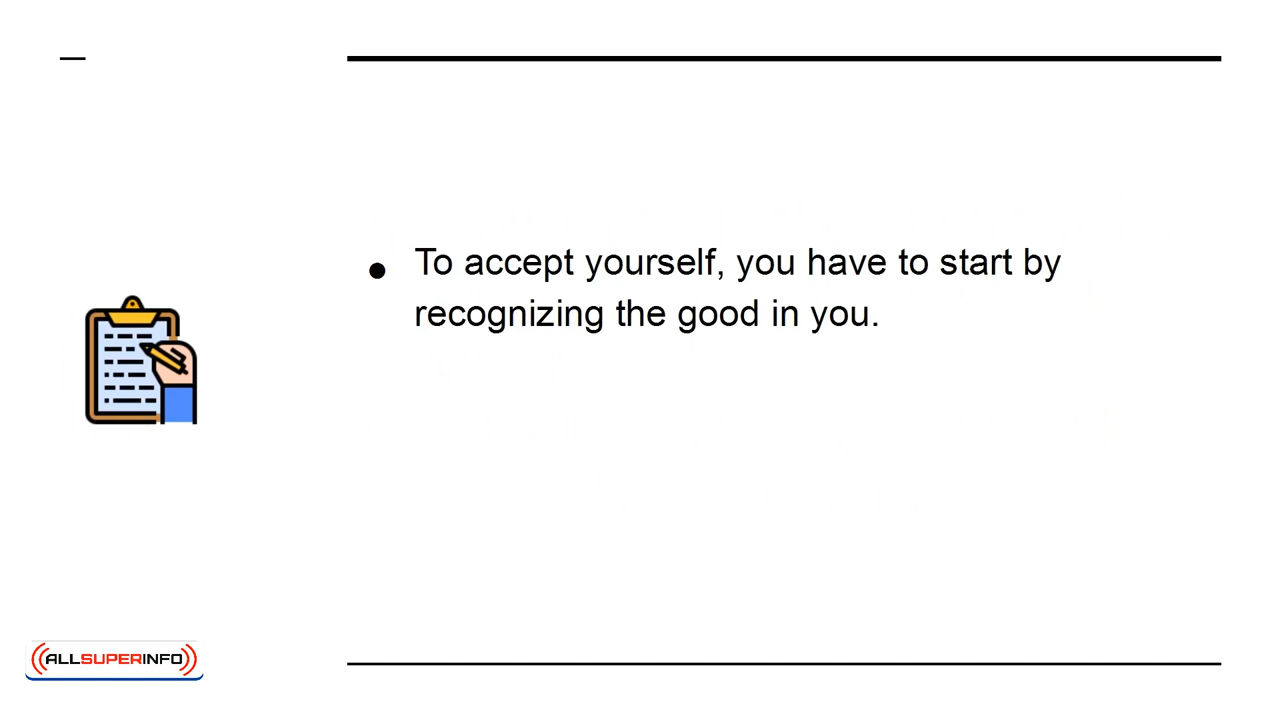 ● To accept yourself, you have to start by
recognizing the good in you.
ALLSUPERINFO